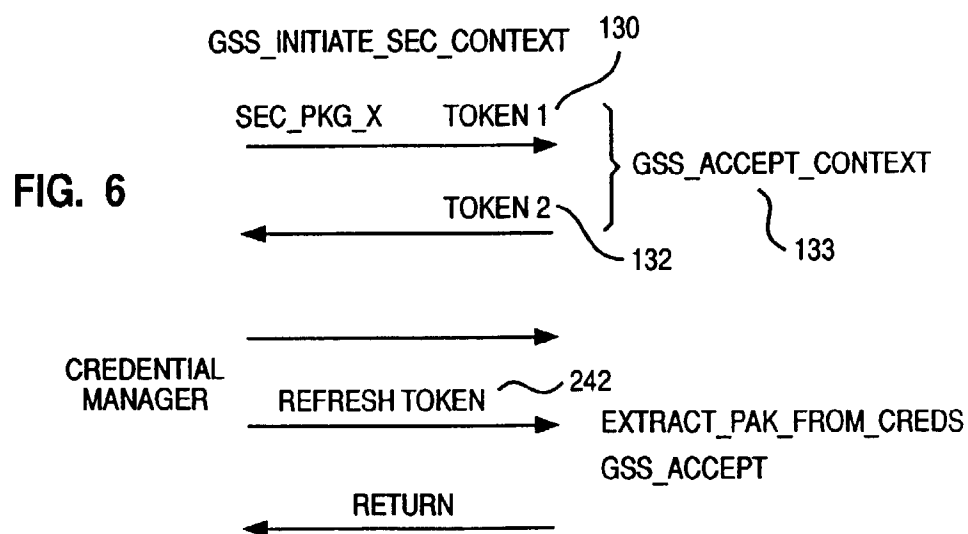 130
GSS_INITIATE_SEC_CONTEXT
SEC_PKG_X TOKEN 1
GSS_ACCEPT_CONTEXT
FIG. 6
TOKEN 2
132
133
CREDENTIAL
MANAGER
242
REFRESH TOKEN
EXTRACT_PAK_FROM_CREDS
GSS_ACCEPT
RETURN